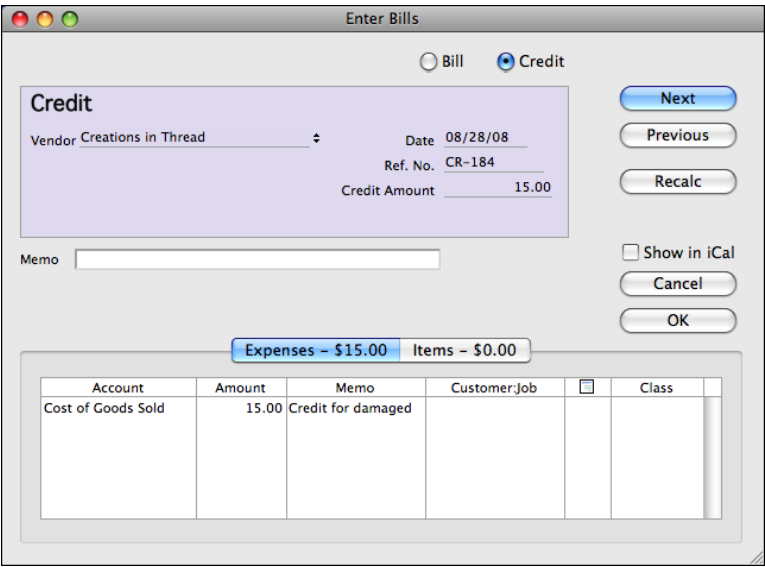 Enter Bills
Bill Credit
Credit
Vendor Creations in Thread
Date 08/28/08
Ref. No. CR-184
Credit Amount 15.00
Memo
Next
Previous
Recalc
Show in iCal
Cancel
OK
Expenses - $15.00 Items - $0.00
Account Amount Memo Customer:Job Class
Cost of Goods Sold 15.00 Credit for damaged